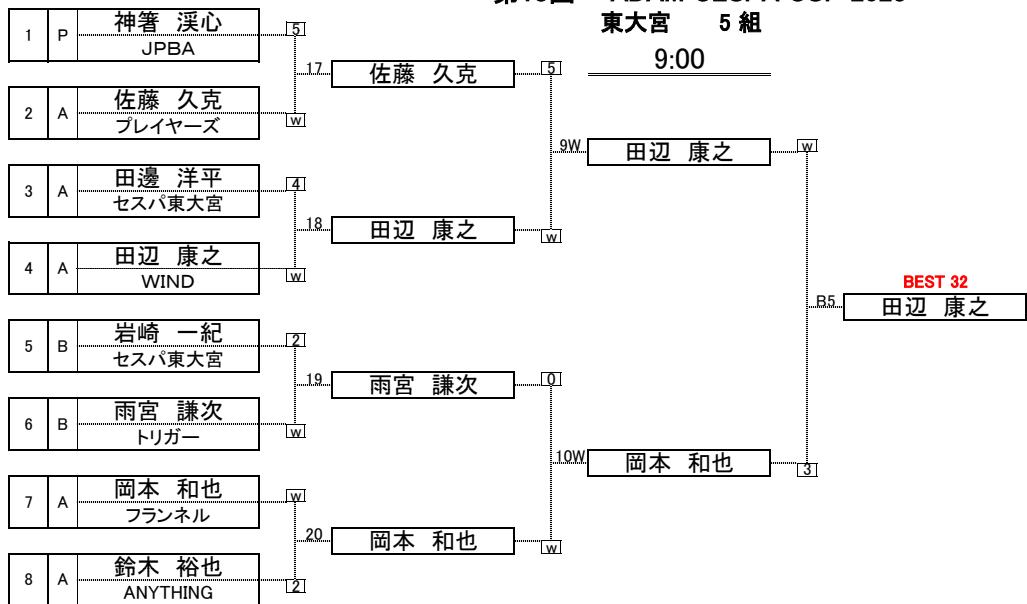 東大宮 5 組
9:00
1 P 神箸 渓心 5
JPBA
17 佐藤 久克 5
2 A 佐藤 久克 w
プレイヤーズ
9W 田辺 康之 w
3 A 田邊 洋平 4
セスパ東大宮
18 田辺 康之 w
4 A 田辺 康之 w
WIND
BEST 32
B5 田辺 康之
5 B 岩崎 一紀 2
セスパ東大宮
19 雨宮 謙次 0
6 B 雨宮 謙次 w
トリガー
10W 岡本 和也 3
7 A 岡本 和也 w
フランネル
20 岡本 和也 w
8 A 鈴木 裕也 2
ANYTHING